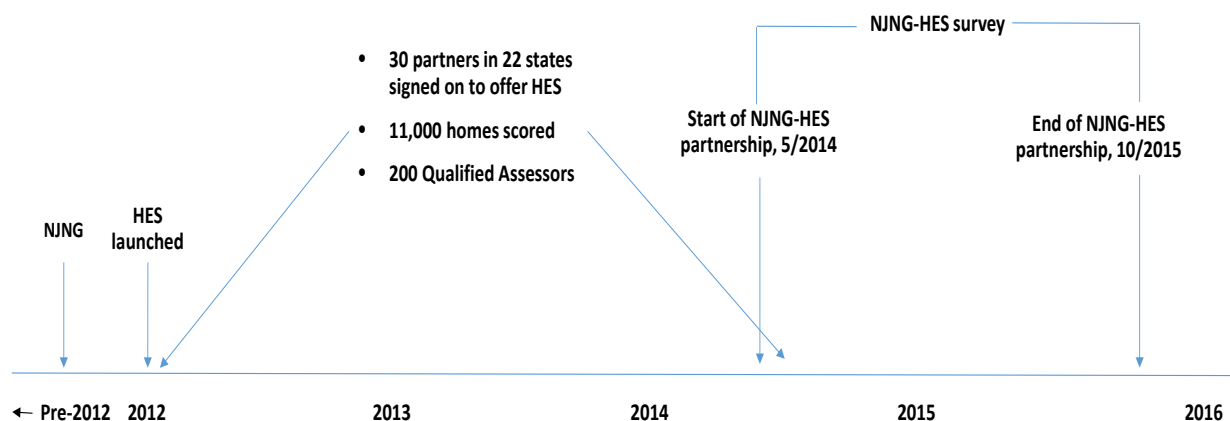 NJNG-HES survey
• 30 partners in 22 states
signed on to offer HES
• 11,000 homes scored
• 200 Qualified Assessors
Start of NJNG-HES
partnership, 5/2014
End of NJNG-HES
partnership, 10/2015
NJNG
HES
launched
← Pre-2012 2012 2013 2014 2015 2016